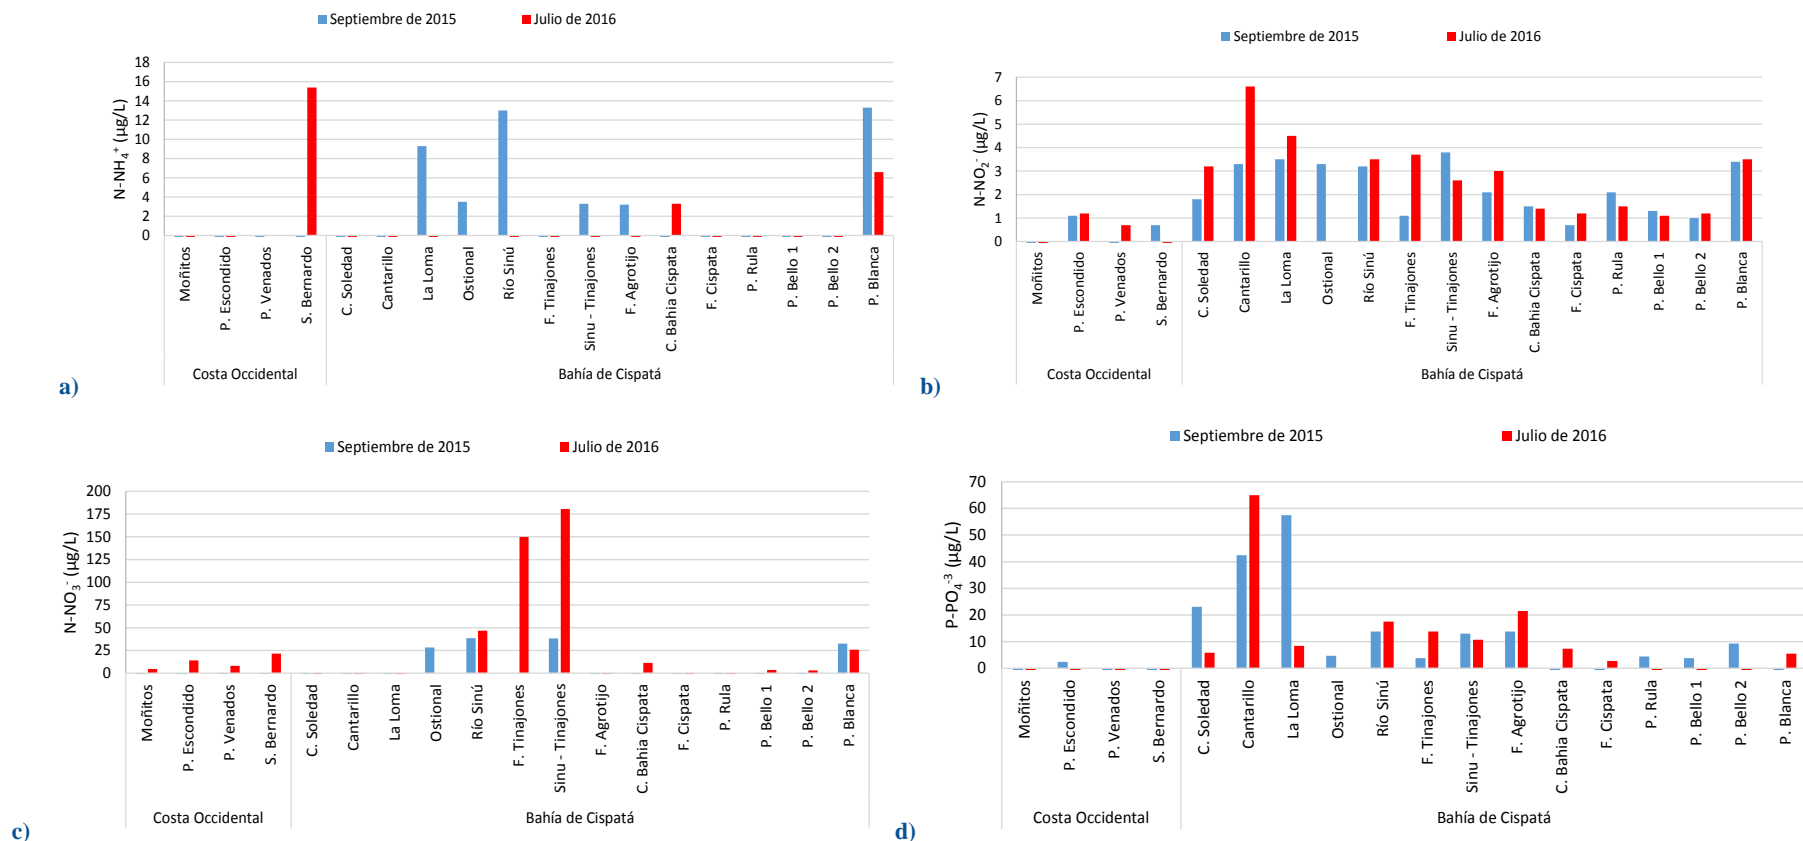 Septiembre de 2015 Julio de 2016
N-NH4+ (µg/L)
18
16
14
12
10
8
6
4
2
0
Moñitos
P. Escondido
P. Venados
S. Bernardo
C. Soledad
Cantarillo
La Loma
Ostional
Río Sinú
F. Tinajones
Sinu - Tinajones
F. Agrotijo
C. Bahia Cispata
F. Cispata
P. Rula
P. Bello 1
P. Bello 2
P. Blanca
Costa Occidental Bahía de Cispatá
a)
Septiembre de 2015 Julio de 2016
N-NO2- (µg/L)
7
6
5
4
3
2
1
0
Moñitos
P. Escondido
P. Venados
S. Bernardo
C. Soledad
Cantarillo
La Loma
Ostional
Río Sinú
F. Tinajones
Sinu - Tinajones
F. Agrotijo
C. Bahia Cispata
F. Cispata
P. Rula
P. Bello 1
P. Bello 2
P. Blanca
Costa Occidental Bahía de Cispatá
b)
Septiembre de 2015 Julio de 2016
N-NO3- (µg/L)
200
175
150
125
100
75
50
25
0
Moñitos
P. Escondido
P. Venados
S. Bernardo
C. Soledad
Cantarillo
La Loma
Ostional
Río Sinú
F. Tinajones
Sinu - Tinajones
F. Agrotijo
C. Bahia Cispata
F. Cispata
P. Rula
P. Bello 1
P. Bello 2
P. Blanca
Costa Occidental Bahía de Cispatá
c)
Septiembre de 2015 Julio de 2016
P-PO4-3 (µg/L)
70
60
50
40
30
20
10
0
Moñitos
P. Escondido
P. Venados
S. Bernardo
C. Soledad
Cantarillo
La Loma
Ostional
Río Sinú
F. Tinajones
Sinu - Tinajones
F. Agrotijo
C. Bahia Cispata
F. Cispata
P. Rula
P. Bello 1
P. Bello 2
P. Blanca
Costa Occidental Bahía de Cispatá
d)